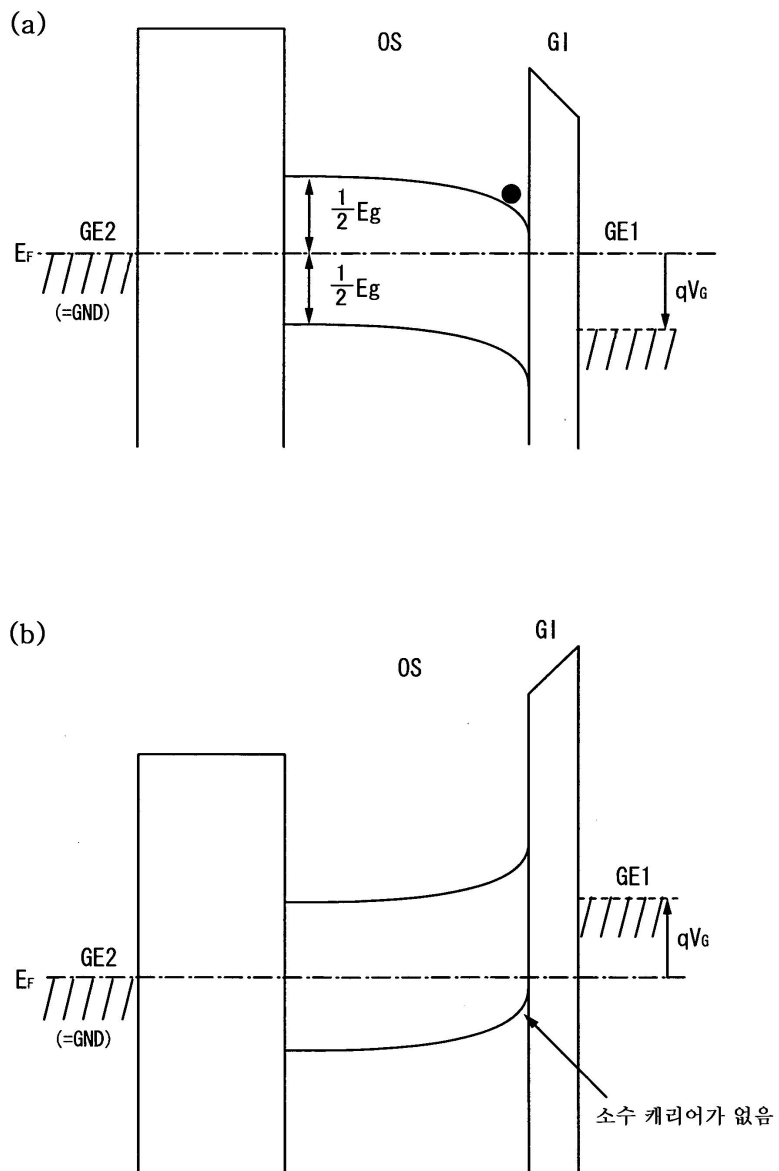 (a)
OS
GI
1/2 Eg
GE2
GE1
EF
1/2 Eg
qVG
(=GND)
(b)
GI
OS
GE1
GE2
qVG
EF
(=GND)
소수 캐리어가 없음